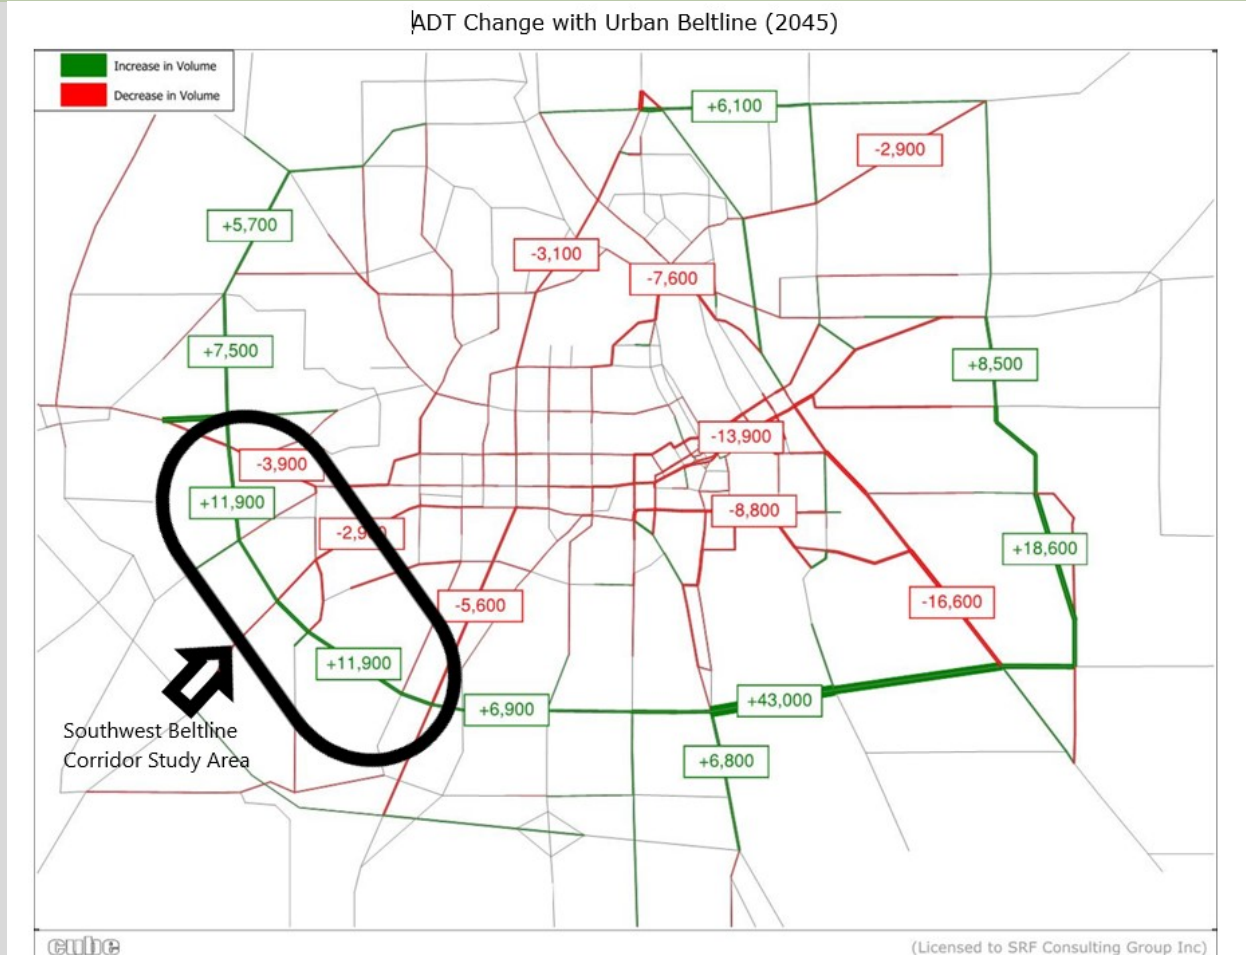 ADT Change with Urban Beltline (2045)
Increase in Volume
Decrease in Volume
+6,100
-2,900
+5,700
-3,100
-7,600
+7,500
+8,500
-13,900
-3,900
+11,900
-8,800
-2,9
+18,600
-5,600
-16,600
+11,900
+43,000
+6,900
Southwest Beltline
Corridor Study Area
+6,800
cube
(Licensed to SRF Consulting Group Inc)